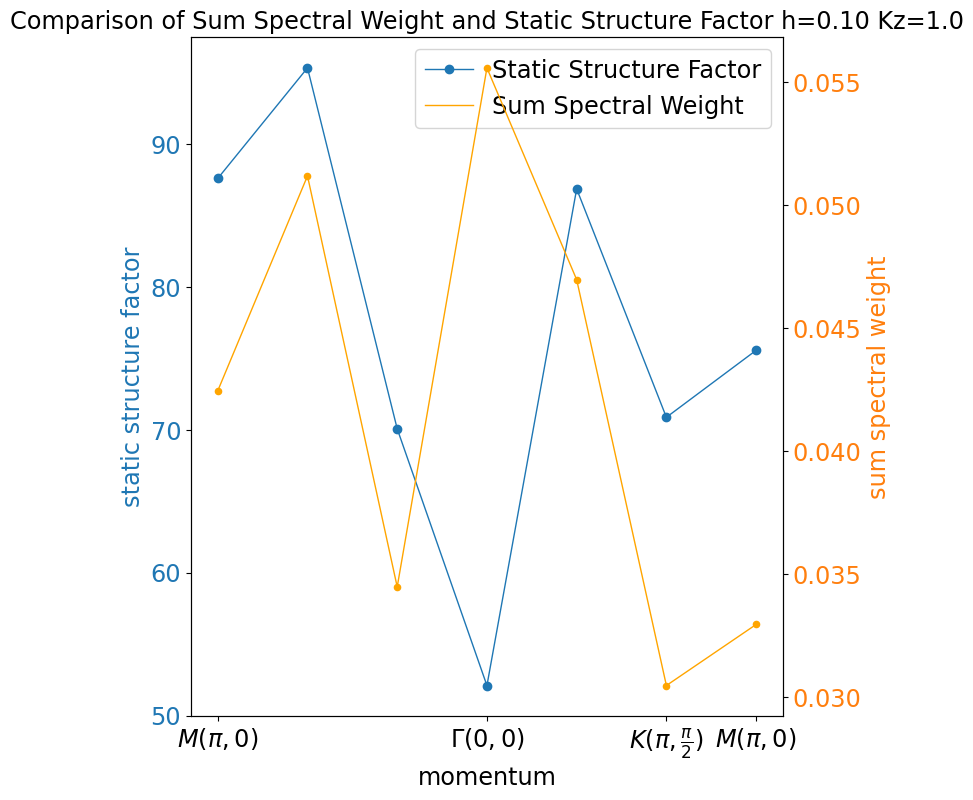 Comparison of Sum Spectral Weight and Static Structure Factor h=0.10 Kz=1.0
Static Structure Factor
Sum Spectral Weight
90
80
70
60
50
static structure factor
0.055
0.050
0.045
0.040
0.035
0.030
sum spectral weight
M(π, 0) Γ(0, 0) K(π, π/2) M(π, 0)
momentum